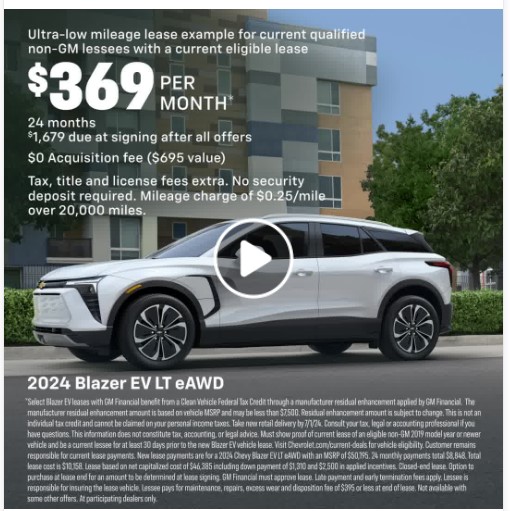 Ultra-low mileage lease example for current qualified
non-GM lessees with a current eligible lease
$369 PER
MONTH*
24 months
$1,679 due at signing after all offers
$0 Acquisition fee ($695 value)
Tax, title and license fees extra. No security
deposit required. Mileage charge of $0.25/mile
over 20,000 miles.
2024 Blazer EV LT eAWD
*Select Blazer EV leases with GM Financial benefit from a Clean Vehicle Federal Tax Credit through a manufacturer residual enhancement applied by GM Financial. The
manufacturer residual enhancement amount is based on vehicle MSRP and may be less than $7,500. Residual enhancement amount is subject to change. This is not an
individual tax credit and cannot be claimed on your personal income taxes. Take new retail delivery by 7/1/24. Consult your tax, legal or accounting professional if you
have questions. This information does not constitute tax, accounting, or legal advice. Must show proof of current lease of an eligible non-GM 2019 model year or newer
vehicle and be a current lessee for at least 30 days prior to the new Blazer EV vehicle lease. Visit Chevrolet.com/current-deals for vehicle eligibility. Customer remains
responsible for current lease payments. New lease payments are for a 2024 Chevy Blazer EV LT eAWD with an MSRP of $50,195. 24 monthly payments total $8,848. Total
lease cost is $10,158. Lease based on net capitalized cost of $46,385 including down payment of $1,310 and $2,500 in applied incentives. Closed-end lease. Option to
purchase at lease end for an amount to be determined at lease signing. GM Financial must approve lease. Late payment and early termination fees apply. Lessee is
responsible for insuring the lease vehicle. Lessee pays for maintenance, repairs, excess wear and disposition fee of $395 or less at end of lease. Not available with
some other offers. At participating dealers only.